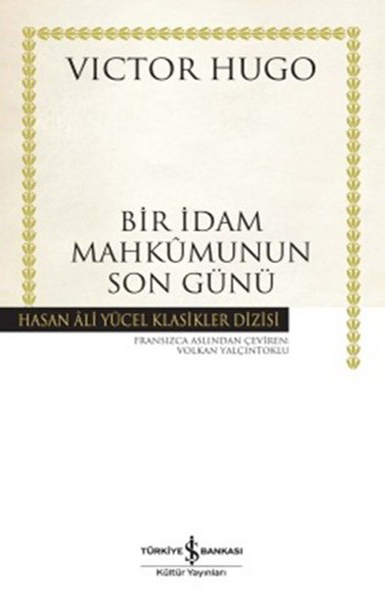 VICTOR HUGO
BİR İDAM
MAHKÛMUNUN
SON GÜNÜ
HASAN ÂLİ YÜCEL KLASİKLER DİZİSİ
FRANSIZCA ASLINDAN ÇEVİREN:
VOLKAN YALÇINTOKLU
TÜRKİYE İŞ BANKASI
Kültür Yayınları